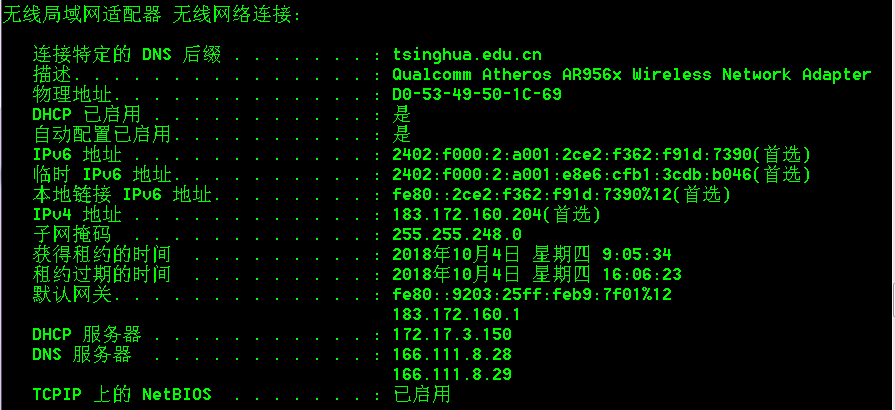 无线局域网适配器 无线网络连接:
连接特定的 DNS 后缀 . . . . . . . : tsinghua.edu.cn
描述. . . . . . . . . . . . . . . : Qualcomm Atheros AR956x Wireless Network Adapter
物理地址. . . . . . . . . . . . . : D0-53-49-50-1C-69
DHCP 已启用 . . . . . . . . . . . : 是
自动配置已启用. . . . . . . . . . : 是
IPv6 地址 . . . . . . . . . . . . : 2402:f000:2:a001:2ce2:f362:f91d:7390(首选)
临时 IPv6 地址. . . . . . . . . . : 2402:f000:2:a001:e8e6:cfb1:3cdb:b046(首选)
本地链接 IPv6 地址. . . . . . . . : fe80::2ce2:f362:f91d:7390%12(首选)
IPv4 地址 . . . . . . . . . . . . : 183.172.160.204(首选)
子网掩码 . . . . . . . . . . . . : 255.255.248.0
获得租约的时间 . . . . . . . . . : 2018年10月4日 星期四 9:05:34
租约过期的时间 . . . . . . . . . : 2018年10月4日 星期四 16:06:23
默认网关. . . . . . . . . . . . . : fe80::9203:25ff:feb9:7f01%12
183.172.160.1
DHCP 服务器 . . . . . . . . . . . : 172.17.3.150
DNS 服务器 . . . . . . . . . . . : 166.111.8.28
166.111.8.29
TCPIP 上的 NetBIOS . . . . . . . : 已启用